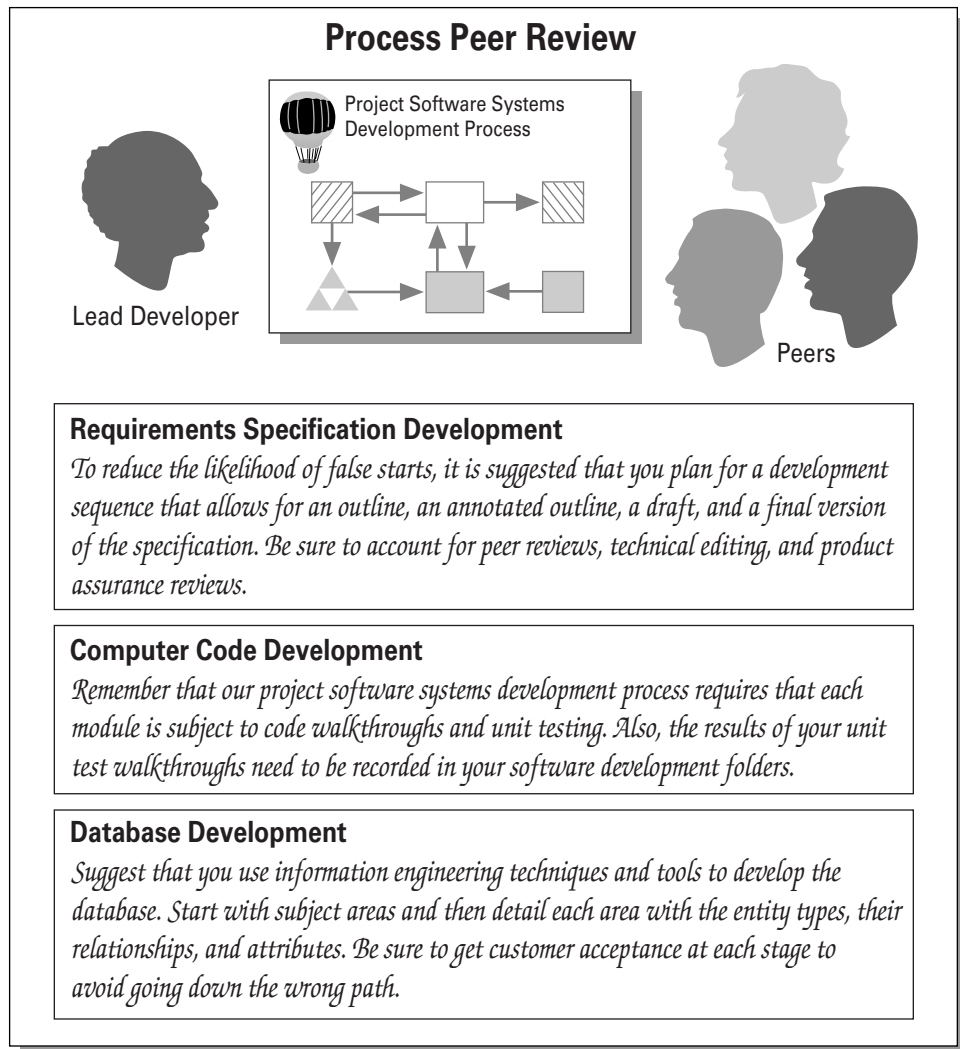 Process Peer Review
Project Software Systems
Development Process
Lead Developer
Peers
Requirements Specification Development
To reduce the likelihood of false starts, it is suggested that you plan for a development
sequence that allows for an outline, an annotated outline, a draft, and a final version
of the specification. Be sure to account for peer reviews, technical editing, and product
assurance reviews.
Computer Code Development
Remember that our project software systems development process requires that each
module is subject to code walkthroughs and unit testing. Also, the results of your unit
test walkthroughs need to be recorded in your software development folders.
Database Development
Suggest that you use information engineering techniques and tools to develop the
database. Start with subject areas and then detail each area with the entity types, their
relationships, and attributes. Be sure to get customer acceptance at each stage to
avoid going down the wrong path.